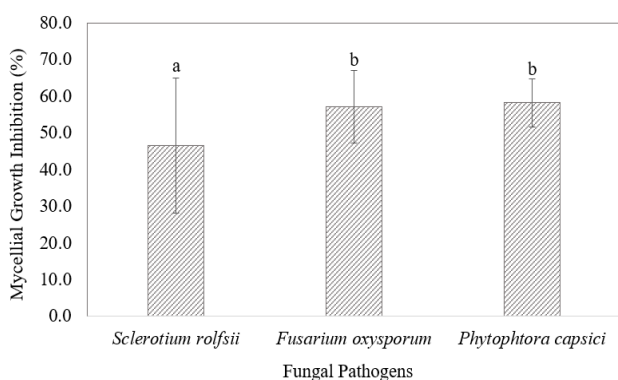 80.0
70.0
60.0
50.0
40.0
30.0
20.0
10.0
0.0
Mycellial Growth Inhibition (%)
a
b
b
Sclerotium rolfsii Fusarium oxysporum Phytophtora capsici
Fungal Pathogens